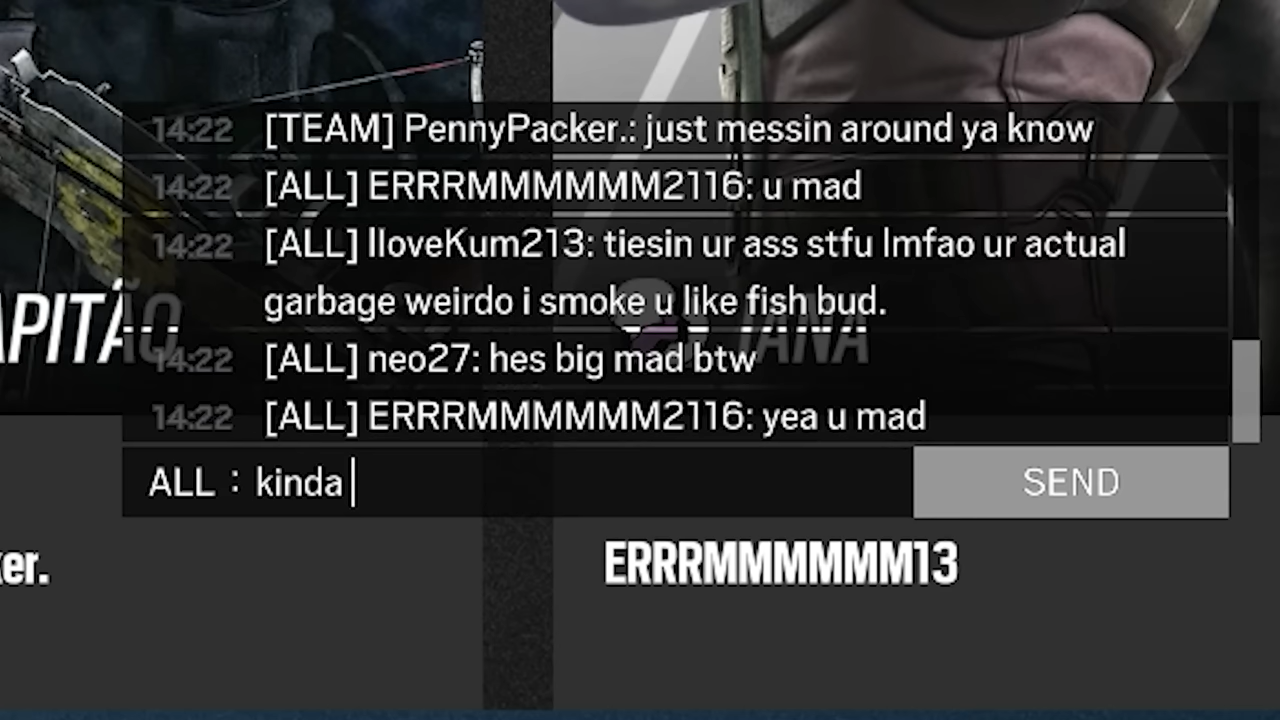 14:22 [TEAM] PennyPacker.: just messin around ya know
14:22 [ALL] ERRRMMMMMM2116: u mad
14:22 [ALL] IloveKum213: tiesin ur ass stfu lmfao ur actual
garbage weirdo i smoke u like fish bud.
APITÃO
IANA
14:22 [ALL] neo27: hes big mad btw
14:22 [ALL] ERRRMMMMMM2116: yea u mad
ALL : kinda
SEND
ker.
ERRRMMMMMM13